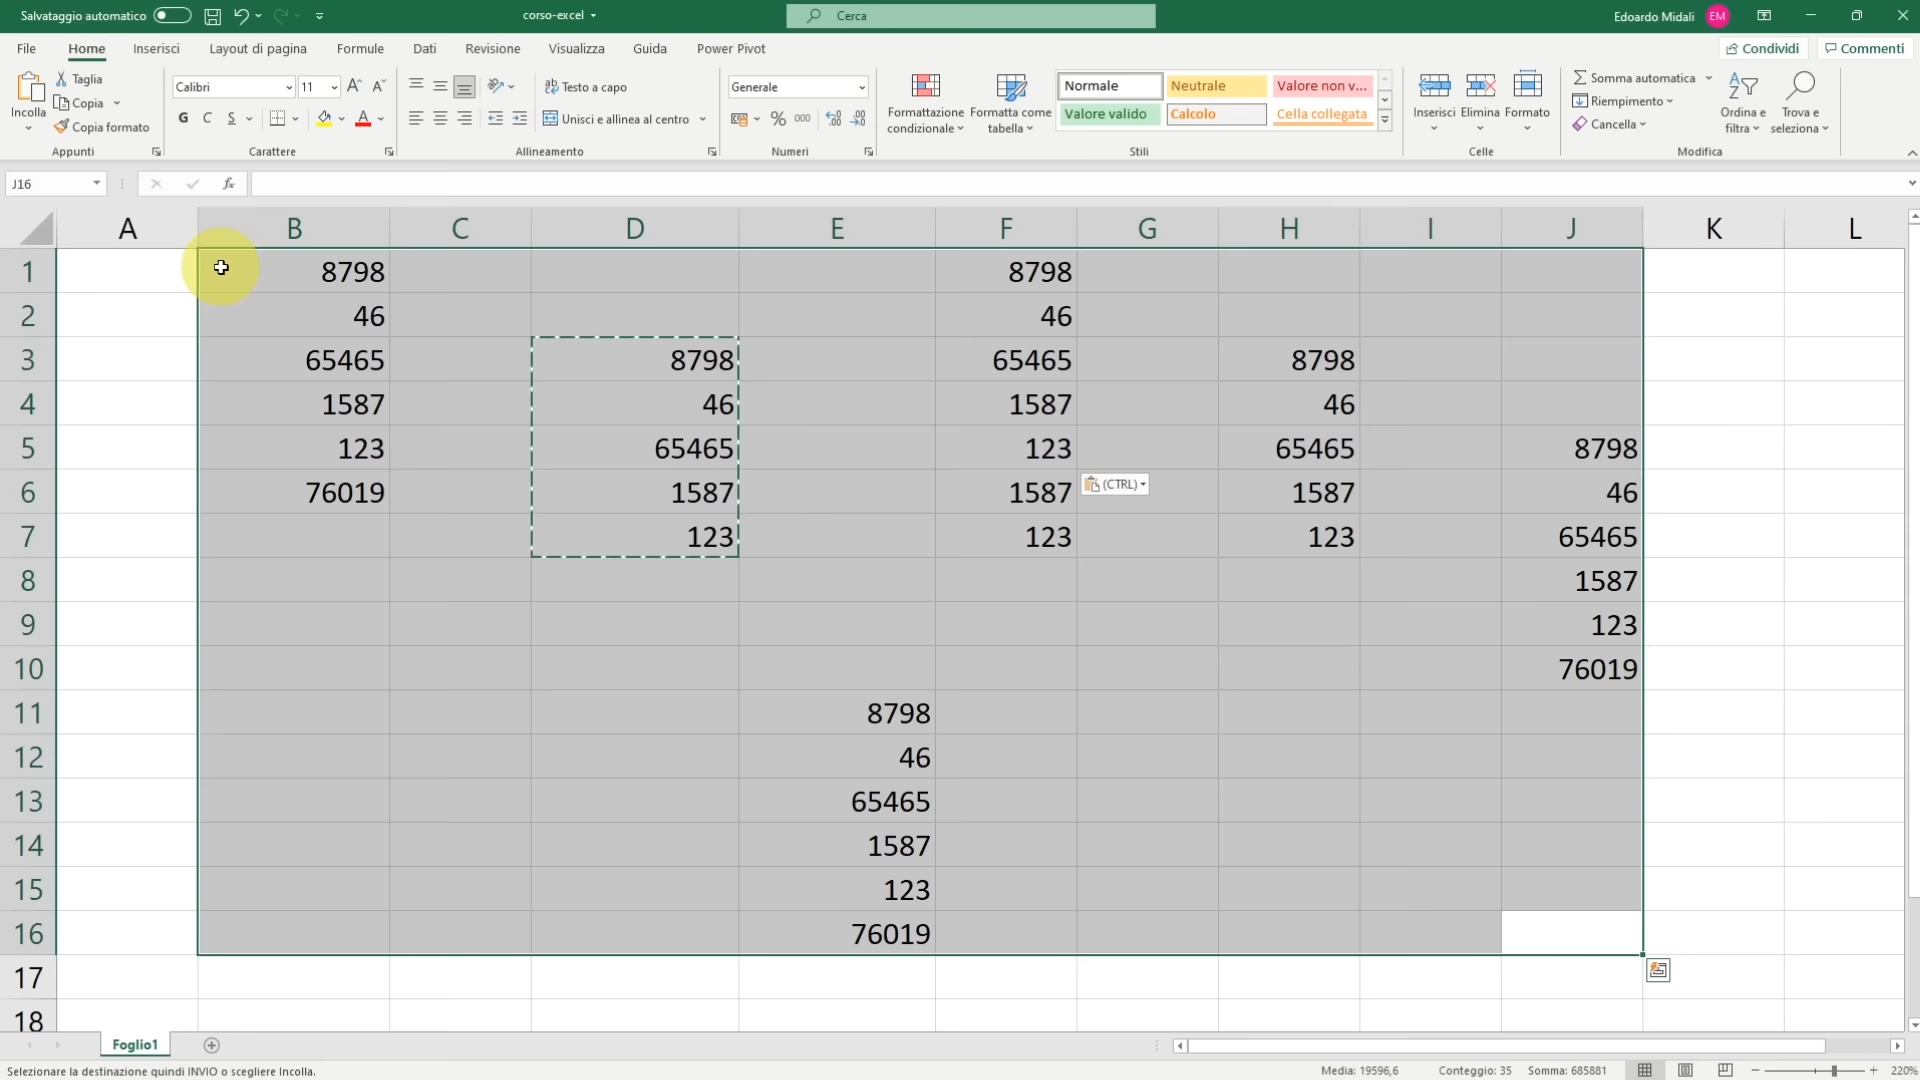 Salvataggio automatico
corso-excel
Cerca
Edoardo Midali EM
File Home Inserisci Layout di pagina Formule Dati Revisione Visualizza Guida Power Pivot
Condividi Commenti
Incolla
Taglia
Copia
Copia formato
Appunti
Calibri 11
G C S
Carattere
Testo a capo
Unisci e allinea al centro
Allineamento
Generale
% 000
Numeri
Formattazione condizionale
Formatta come tabella
Normale Neutrale Valore non v...
Valore valido Calcolo Cella collegata
Stili
Inserisci Elimina Formato
Celle
Somma automatica
Riempimento
Cancella
Ordina e filtra
Trova e seleziona
Modifica
J16 fx
A B C D E F G H I J K L
1 8798 8798
2 46 46
3 65465 8798 65465 8798
4 1587 46 1587 46
5 123 65465 123 65465 8798
6 76019 1587 1587 (CTRL) 1587 46
7 123 123 123 65465
8 1587
9 123
10 76019
11 8798
12 46
13 65465
14 1587
15 123
16 76019
17
18
Foglio1
Selezionare la destinazione quindi INVIO o scegliere Incolla.
Media: 19596,6 Conteggio: 35 Somma: 685881 220%